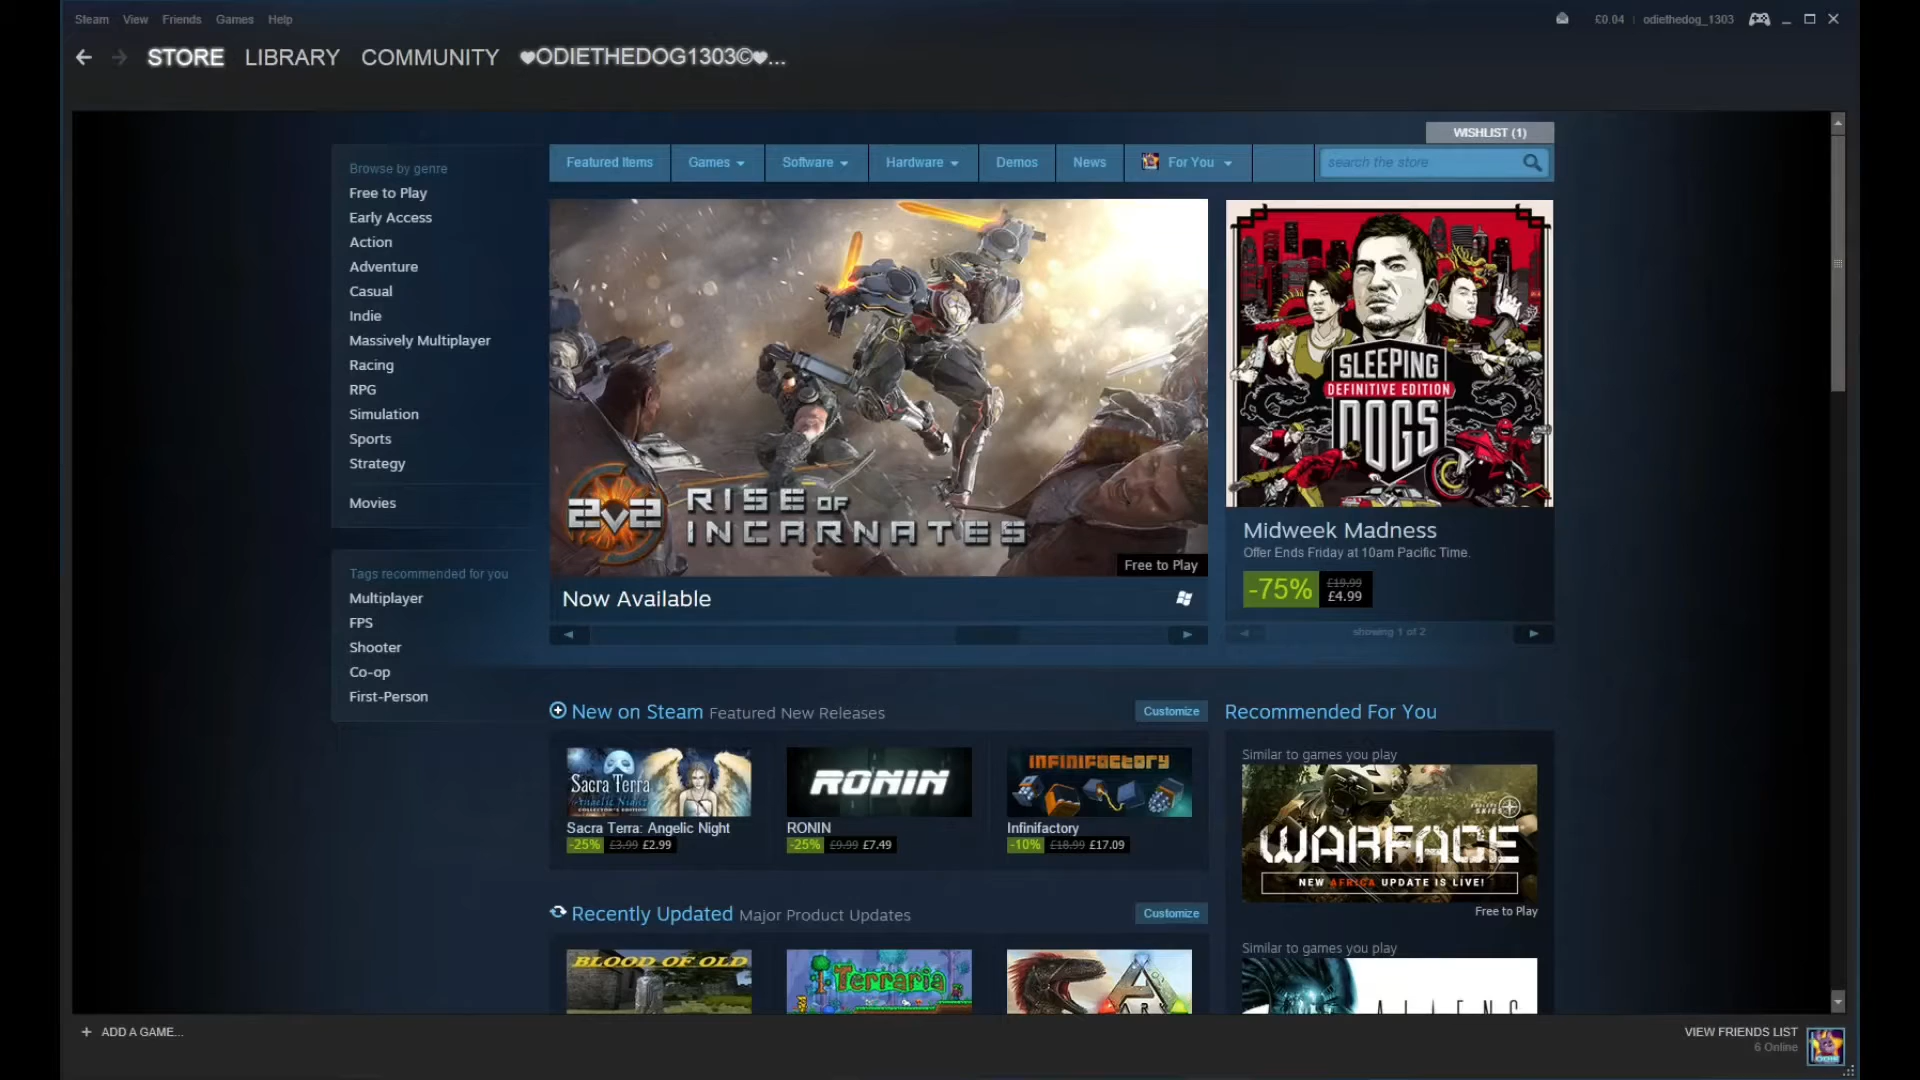 Steam View Friends Games Help
£0.04 | odiethedog_1303
STORE LIBRARY COMMUNITY ♥ODIETHEDOG1303©♥...
WISHLIST (1)
Featured Items Games Software Hardware Demos News For You search the store
Browse by genre
Free to Play
Early Access
Action
Adventure
Casual
Indie
Massively Multiplayer
Racing
RPG
Simulation
Sports
Strategy
Movies
Tags recommended for you
Multiplayer
FPS
Shooter
Co-op
First-Person
2v2 RISE OF
INCARNATES
Free to Play
Now Available
SLEEPING
DEFINITIVE EDITION
DOGS
Midweek Madness
Offer Ends Friday at 10am Pacific Time.
-75% £19.99
£4.99
showing 1 of 2
New on Steam Featured New Releases Customize
Sacra Terra
Angelic Night
COLLECTOR'S EDITION
Sacra Terra: Angelic Night
-25% £3.99 £2.99
RONIN
RONIN
-25% £9.99 £7.49
INFINIFACTORY
Infinifactory
-10% £18.99 £17.09
Recently Updated Major Product Updates Customize
BLOOD OF OLD
Terraria
ARK
Recommended For You
Similar to games you play
WARFACE
NEW AFRICA UPDATE IS LIVE!
Free to Play
Similar to games you play
ALIENS
+ ADD A GAME...
VIEW FRIENDS LIST
6 Online